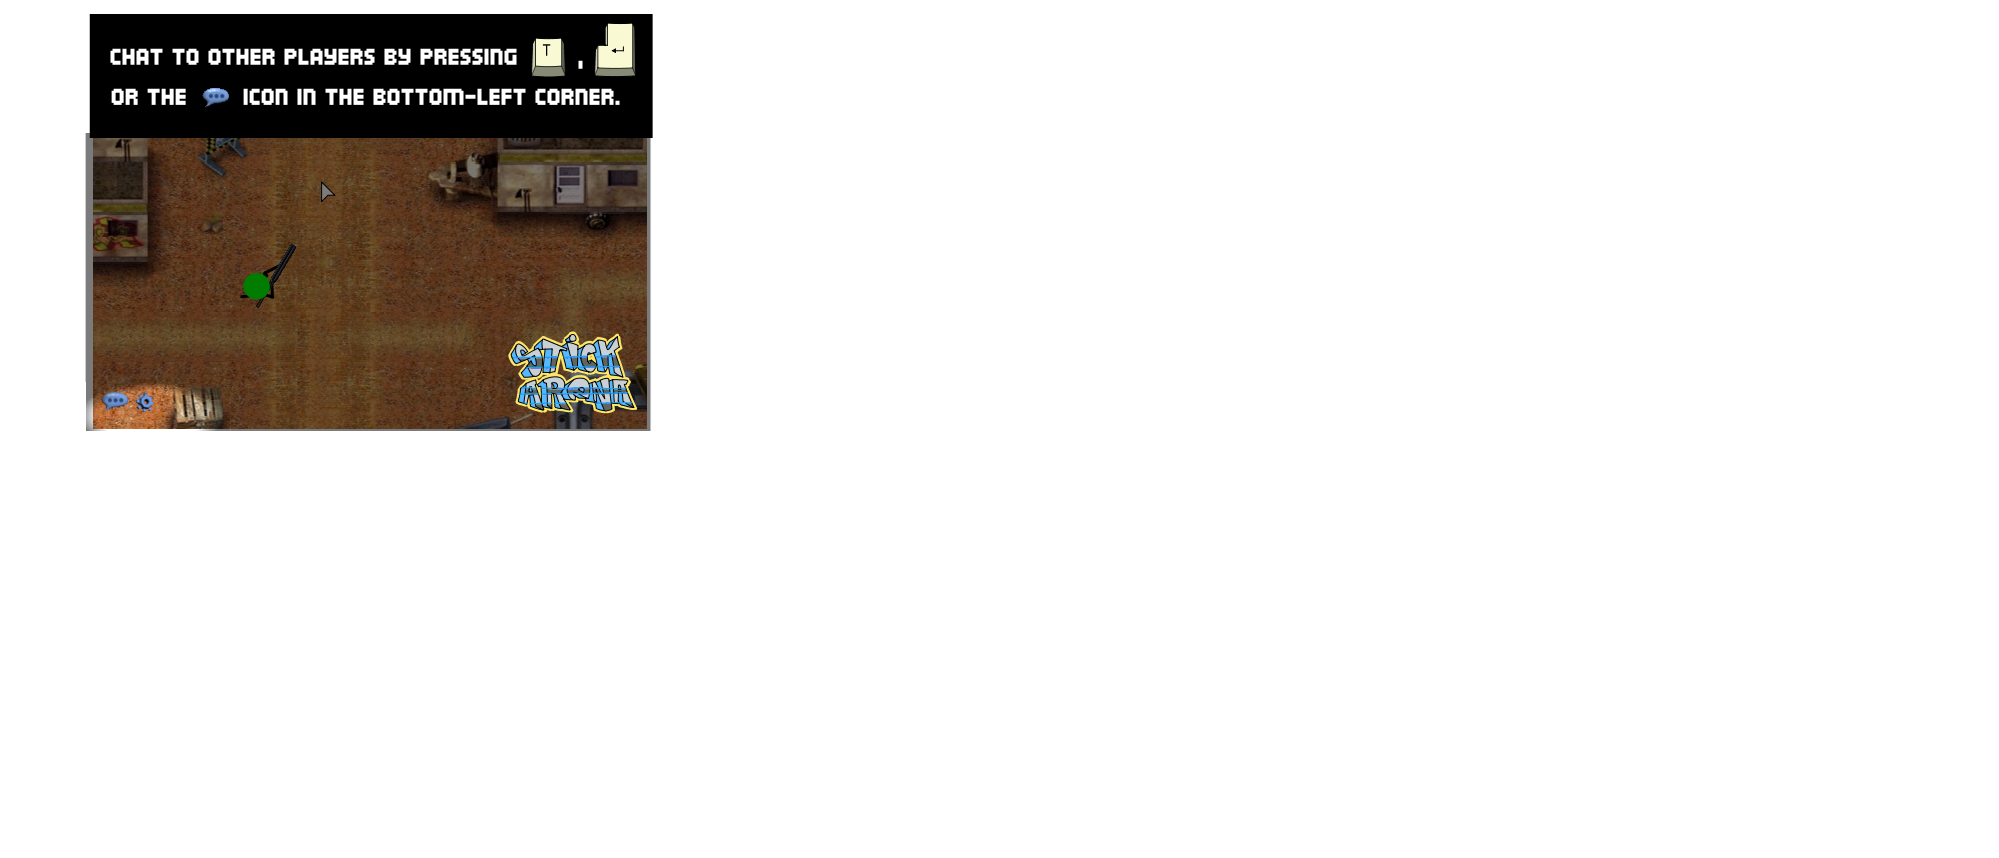 CHAT TO OTHER PLAYERS BY PRESSING T , ↵
OR THE ICON IN THE BOTTOM-LEFT CORNER.
STICK
ARENA